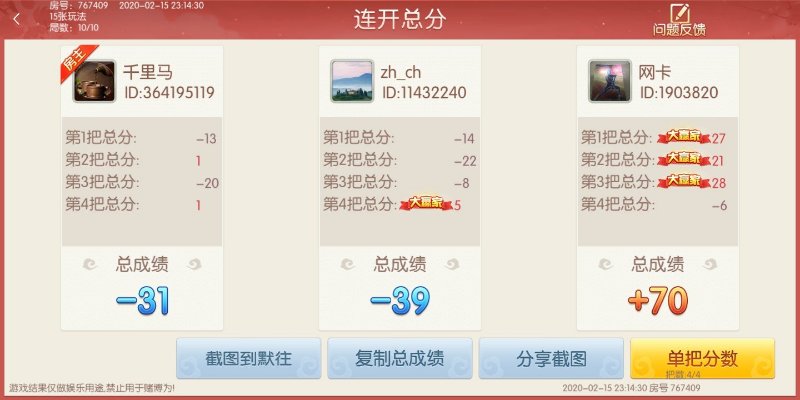 房号：767409 2020-02-15 23:14:30
15张玩法
局数：10/10
连开总分
问题反馈
房主
千里马
ID:364195119
第1把总分: -13
第2把总分: 1
第3把总分: -20
第4把总分: 1
总成绩
-31
zh_ch
ID:11432240
第1把总分: -14
第2把总分: -22
第3把总分: -8
第4把总分: 大赢家 5
总成绩
-39
网卡
ID:1903820
第1把总分: 大赢家 27
第2把总分: 大赢家 21
第3把总分: 大赢家 28
第4把总分: -6
总成绩
+70
截图到默往
复制总成绩
分享截图
单把分数
把数:4/4
游戏结果仅做娱乐用途,禁止用于赌博为!
2020-02-15 23:14:30 房号 767409